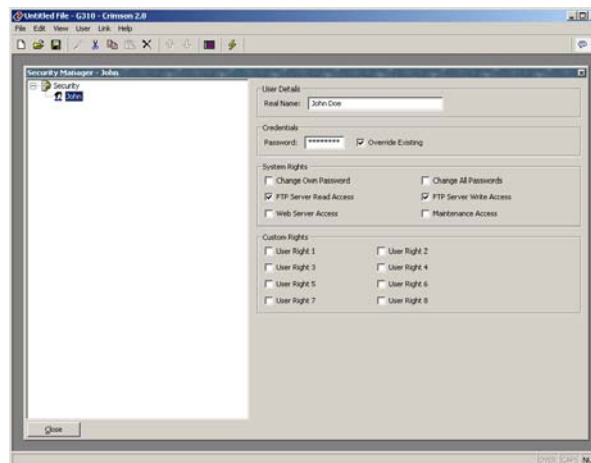 Untitled File - G310 - Crimson 2.0
File Edit View User Link Help
Security Manager - John
Security
John
User Details
Real Name: John Doe
Credentials
Password: ******** Override Existing
System Rights
Change Own Password Change All Passwords
FTP Server Read Access FTP Server Write Access
Web Server Access Maintenance Access
Custom Rights
User Right 1 User Right 2
User Right 3 User Right 4
User Right 5 User Right 6
User Right 7 User Right 8
Close
OVER CAPS NU